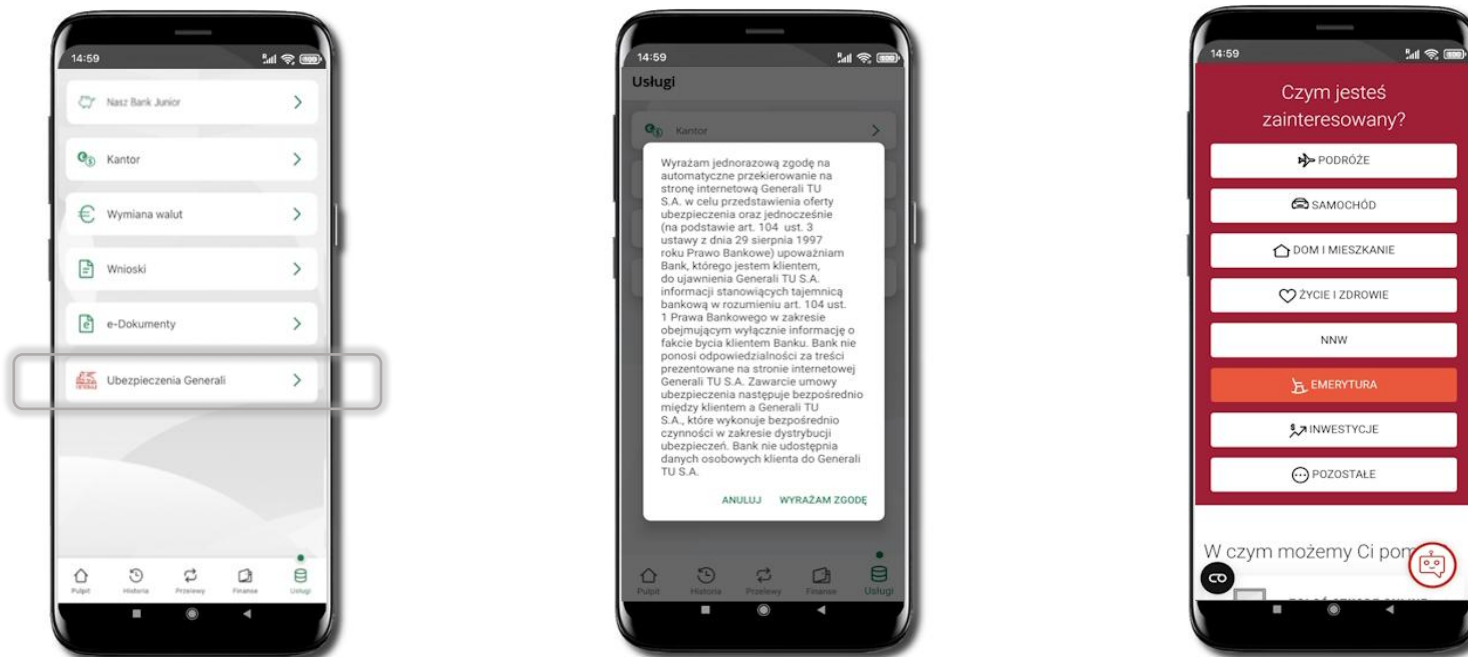 14:59
Nasz Bank Junior
Kantor
Wymiana walut
Wnioski
e-Dokumenty
Ubezpieczenia Generali
Pulpit
Historia
Przelewy
Finanse
Usługi
14:59
Usługi
Kantor
Wyrażam jednorazową zgodę na
automatyczne przekierowanie na
stronę internetową Generali TU
S.A. w celu przedstawienia oferty
ubezpieczenia oraz jednocześnie
(na podstawie art. 104 ust. 3
ustawy z dnia 29 sierpnia 1997
roku Prawo Bankowe) upoważniam
Bank, którego jestem klientem,
do ujawnienia Generali TU S.A.
informacji stanowiących tajemnicą
bankową w rozumieniu art. 104 ust.
1 Prawa Bankowego w zakresie
obejmującym wyłącznie informację o
fakcie bycia klientem Banku. Bank nie
ponosi odpowiedzialności za treści
prezentowane na stronie internetowej
Generali TU S.A. Zawarcie umowy
ubezpieczenia następuje bezpośrednio
między klientem a Generali TU
S.A., które wykonuje bezpośrednio
czynności w zakresie dystrybucji
ubezpieczeń. Bank nie udostępnia
danych osobowych klienta do Generali
TU S.A.
ANULUJ WYRAŻAM ZGODĘ
Pulpit
Historia
Przelewy
Finanse
Usługi
14:59
Czym jesteś
zainteresowany?
PODRÓŻE
SAMOCHÓD
DOM I MIESZKANIE
ŻYCIE I ZDROWIE
NNW
EMERYTURA
INWESTYCJE
POZOSTAŁE
W czym możemy Ci